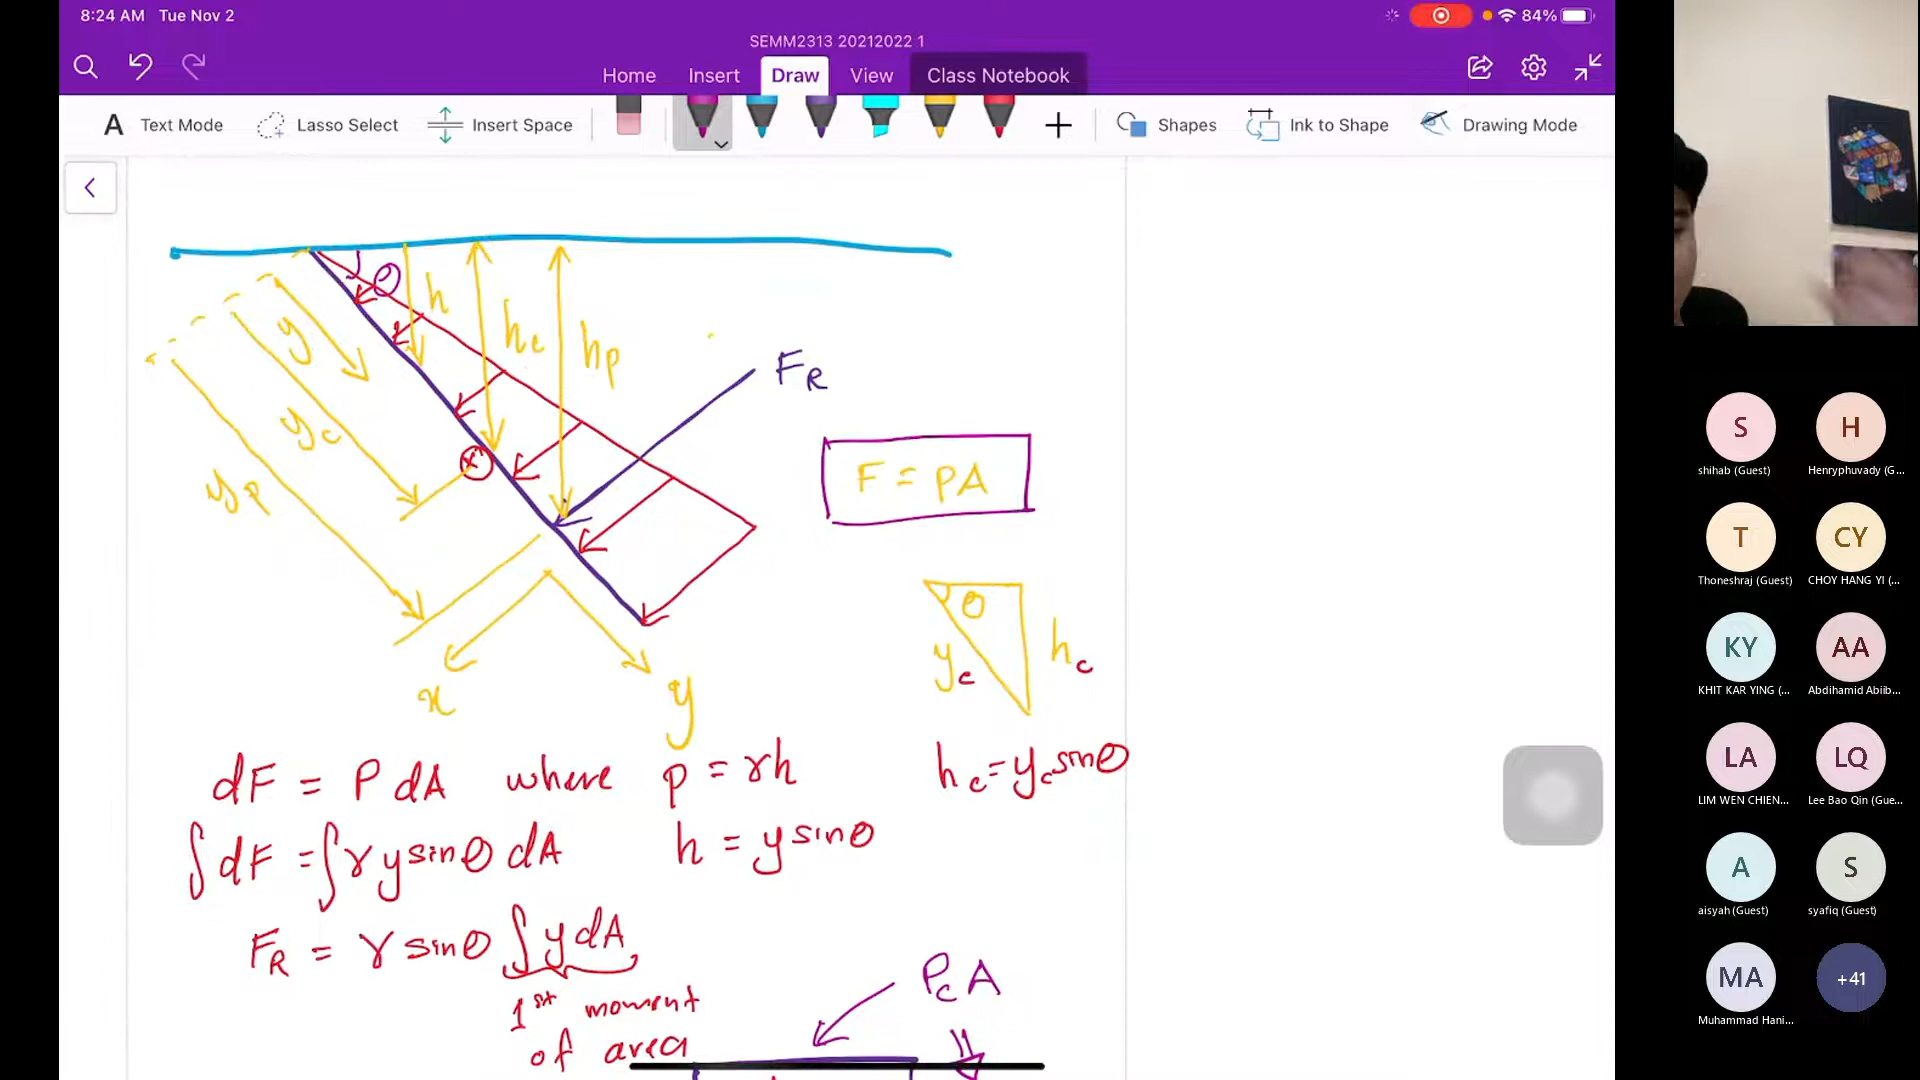 8:24 AM Tue Nov 2
84%
SEMM2313 20212022 1
Home Insert Draw View Class Notebook
A Text Mode Lasso Select Insert Space Shapes Ink to Shape Drawing Mode
θ
h
hc
hp
y
yc
yp
FR
F = PA
θ
yc
hc
x
y
dF = P dA where p = γh
hc = yc sinθ
∫dF = ∫γ y sinθ dA
h = y sinθ
FR = γ sinθ ∫ y dA
1st moment
of area
PcA
S
shihab (Guest)
H
Henryphuvady (G...
T
Thoneshraj (Guest)
CY
CHOY HANG YI (...
KY
KHIT KAR YING (...
AA
Abdihamid Abiib...
LA
LIM WEN CHIEN...
LQ
Lee Bao Qin (Gue...
A
aisyah (Guest)
S
syafiq (Guest)
MA
Muhammad Hani...
+41